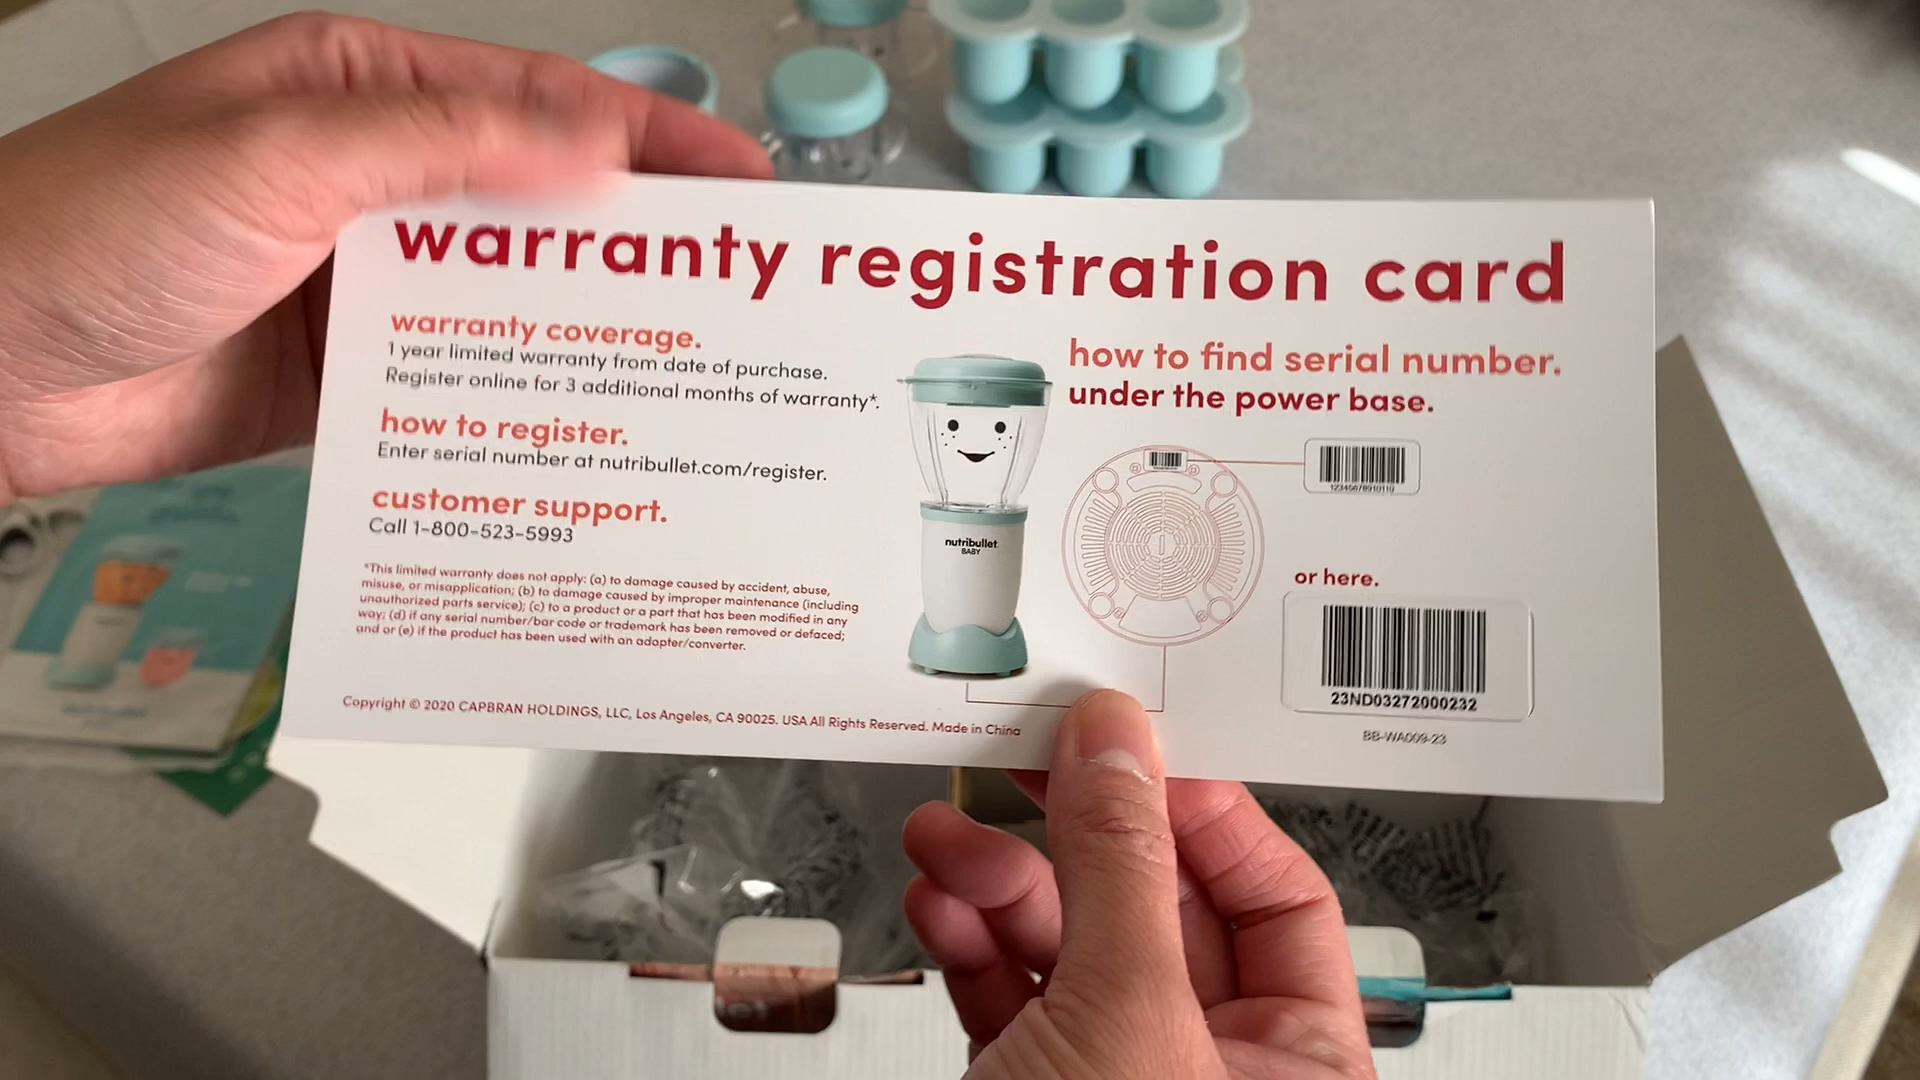 warranty registration card
warranty coverage.
1 year limited warranty from date of purchase.
Register online for 3 additional months of warranty*.
how to register.
Enter serial number at nutribullet.com/register.
customer support.
Call 1-800-523-5993
*This limited warranty does not apply: (a) to damage caused by accident, abuse,
misuse, or misapplication; (b) to damage caused by improper maintenance (including
unauthorized parts service); (c) to a product or a part that has been modified in any
way; (d) if any serial number/bar code or trademark has been removed or defaced;
and or (e) if the product has been used with an adapter/converter.
Copyright © 2020 CAPBRAN HOLDINGS, LLC, Los Angeles, CA 90025. USA All Rights Reserved. Made in China
nutribullet
BABY
how to find serial number.
under the power base.
or here.
23ND03272000232
BB-WA009-23